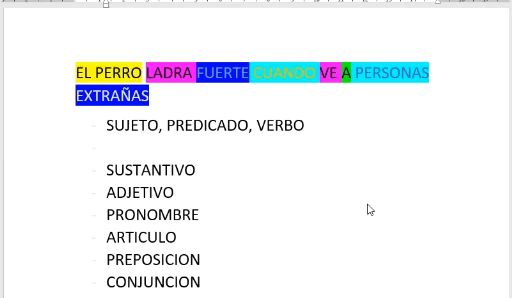 EL PERRO LADRA FUERTE CUANDO VE A PERSONAS
EXTRAÑAS
- SUJETO, PREDICADO, VERBO
-
- SUSTANTIVO
- ADJETIVO
- PRONOMBRE
- ARTICULO
- PREPOSICION
- CONJUNCION